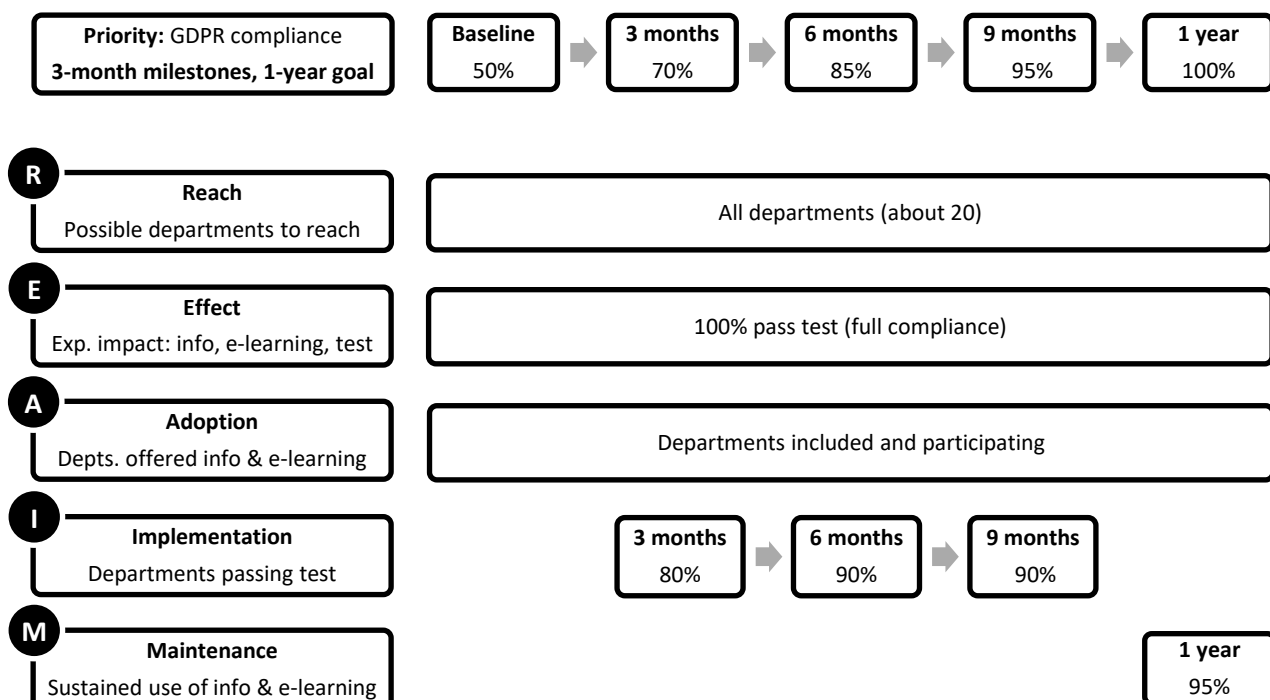 Priority: GDPR compliance
3-month milestones, 1-year goal
Baseline
50%
3 months
70%
6 months
85%
9 months
95%
1 year
100%
R
Reach
Possible departments to reach
All departments (about 20)
E
Effect
Exp. impact: info, e-learning, test
100% pass test (full compliance)
A
Adoption
Depts. offered info & e-learning
Departments included and participating
I
Implementation
Departments passing test
3 months
80%
6 months
90%
9 months
90%
M
Maintenance
Sustained use of info & e-learning
1 year
95%